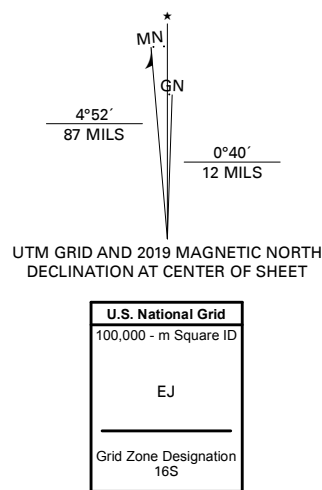 ★
MN
GN
4°52´
87 MILS
0°40´
12 MILS
UTM GRID AND 2019 MAGNETIC NORTH
DECLINATION AT CENTER OF SHEET
U.S. National Grid
100,000 - m Square ID
EJ
Grid Zone Designation
16S